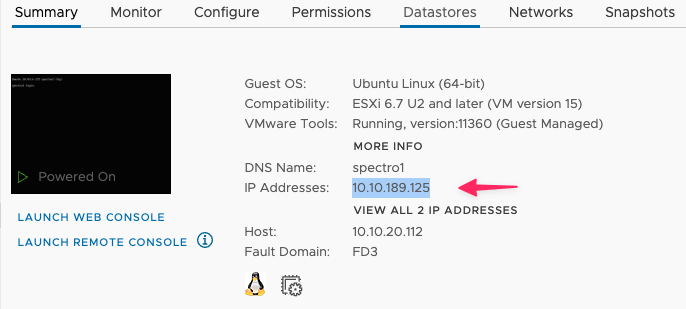 Summary Monitor Configure Permissions Datastores Networks Snapshots
Guest OS: Ubuntu Linux (64-bit)
Compatibility: ESXi 6.7 U2 and later (VM version 15)
VMware Tools: Running, version:11360 (Guest Managed)
MORE INFO
DNS Name: spectro1
IP Addresses: 10.10.189.125
VIEW ALL 2 IP ADDRESSES
Host: 10.10.20.112
Fault Domain: FD3
Powered On
LAUNCH WEB CONSOLE
LAUNCH REMOTE CONSOLE